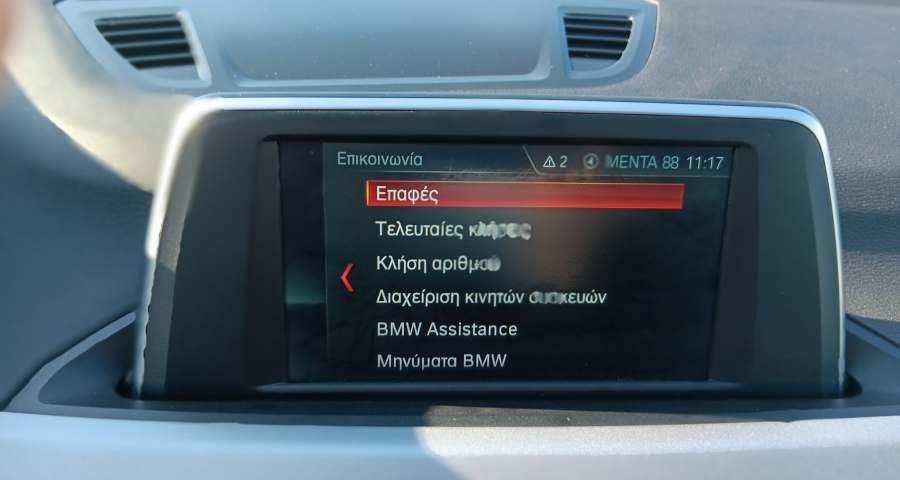 Επικοινωνία
2 MENTA 88 11:17
Επαφές
Τελευταίες
Κλήση
Διαχείριση κινητών
BMW Assistance
Μηνύματα BMW